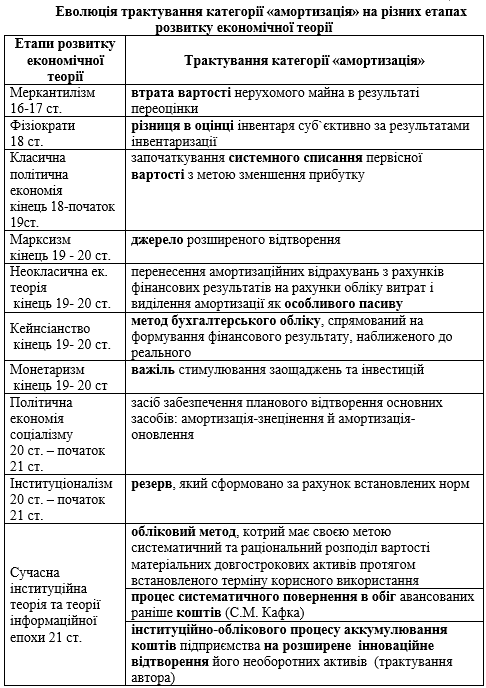 Еволюція трактування категорії «амортизація» на різних етапах
розвитку економічної теорії
Етапи розвитку
економічної
теорії
Трактування категорії «амортизація»
Меркантилізм
16-17 ст.
втрата вартості нерухомого майна в результаті
переоцінки
Фізіократи
18 ст.
різниця в оцінці інвентаря суб`єктивно за результатами
інвентаризації
Класична
політична
економія
кінець 18-початок
19ст.
започаткування системного списання первісної
вартості з метою зменшення прибутку
Марксизм
кінець 19 - 20 ст.
джерело розширеного відтворення
Неокласична ек.
теорія
кінець 19- 20 ст.
перенесення амортизаційних відрахувань з рахунків
фінансових результатів на рахунки обліку витрат і
виділення амортизації як особливого пасиву
Кейнсіанство
кінець 19- 20 ст.
метод бухгалтерського обліку, спрямований на
формування фінансового результату, наближеного до
реального
Монетаризм
кінець 19- 20 ст
важіль стимулювання заощаджень та інвестицій
Політична
економія
соціалізму
20 ст. – початок
21 ст.
засіб забезпечення планового відтворення основних
засобів: амортизація-знецінення й амортизація-
оновлення
Інституціоналізм
20 ст. – початок
21 ст.
резерв, який сформовано за рахунок встановлених норм
Сучасна
інституційна
теорія та теорії
інформаційної
епохи 21 ст.
обліковий метод, котрий має своєю метою
систематичний та раціональний розподіл вартості
матеріальних довгострокових активів протягом
встановленого терміну корисного використання
процес систематичного повернення в обіг авансованих
раніше коштів (С.М. Кафка)
інституційно-облікового процесу аккумулювання
коштів підприємства на розширене інноваційне
відтворення його необоротних активів (трактування
автора)